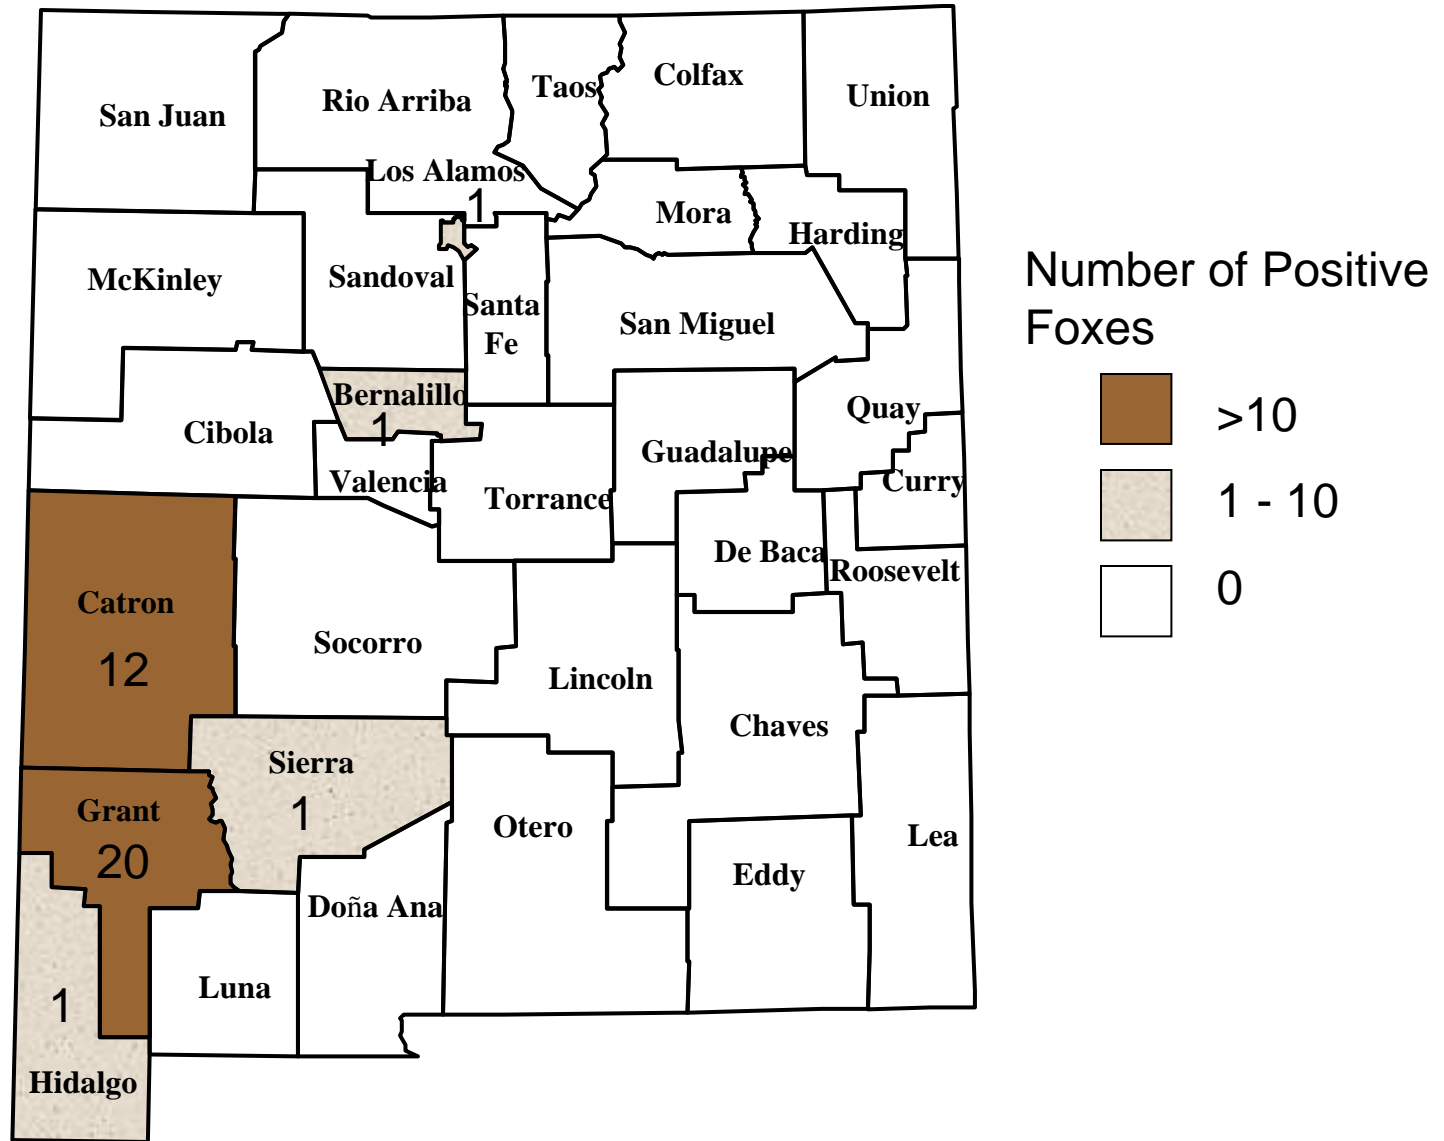 San Juan
Rio Arriba
Taos
Colfax
Union
Los Alamos
1
Mora
Harding
McKinley
Sandoval
Santa
Fe
San Miguel
Bernalillo
1
Cibola
Valencia
Torrance
Guadalupe
Quay
Curry
De Baca
Roosevelt
Catron
12
Socorro
Lincoln
Chaves
Sierra
1
Grant
20
Otero
Lea
Eddy
Doña Ana
Luna
1
Hidalgo
Number of Positive
Foxes
>10
1 - 10
0